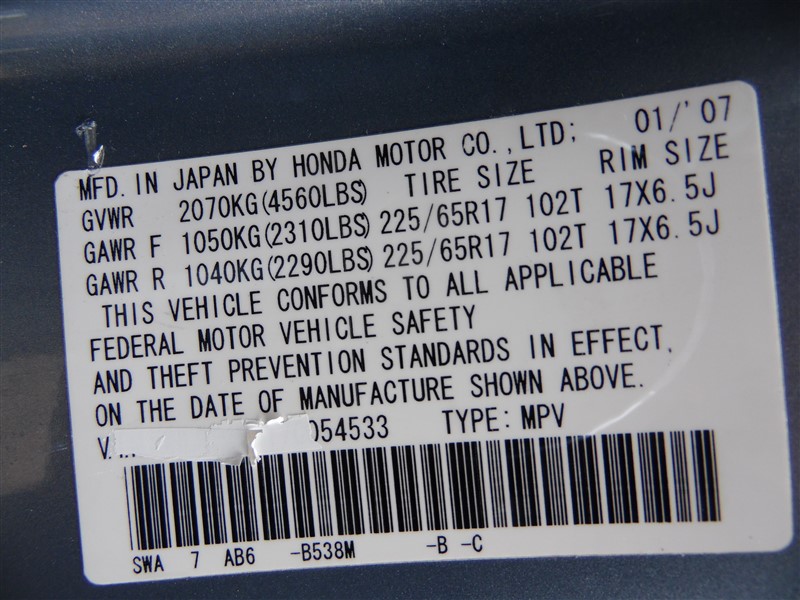 MFD. IN JAPAN BY HONDA MOTOR CO., LTD; 01/'07
GVWR 2070KG(4560LBS) TIRE SIZE RIM SIZE
GAWR F 1050KG(2310LBS) 225/65R17 102T 17X6.5J
GAWR R 1040KG(2290LBS) 225/65R17 102T 17X6.5J
THIS VEHICLE CONFORMS TO ALL APPLICABLE
FEDERAL MOTOR VEHICLE SAFETY
AND THEFT PREVENTION STANDARDS IN EFFECT,
ON THE DATE OF MANUFACTURE SHOWN ABOVE.
054533 TYPE: MPV
SWA 7 AB6 -B538M -B -C